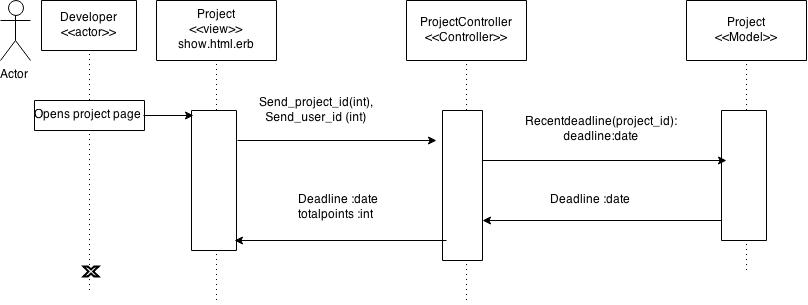 Developer
<<actor>>
Project
<<view>>
show.html.erb
ProjectController
<<Controller>>
Project
<<Model>>
Actor
Opens project page
Send_project_id(int),
Send_user_id (int)
Recentdeadline(project_id):
deadline:date
Deadline :date
totalpoints :int
Deadline :date